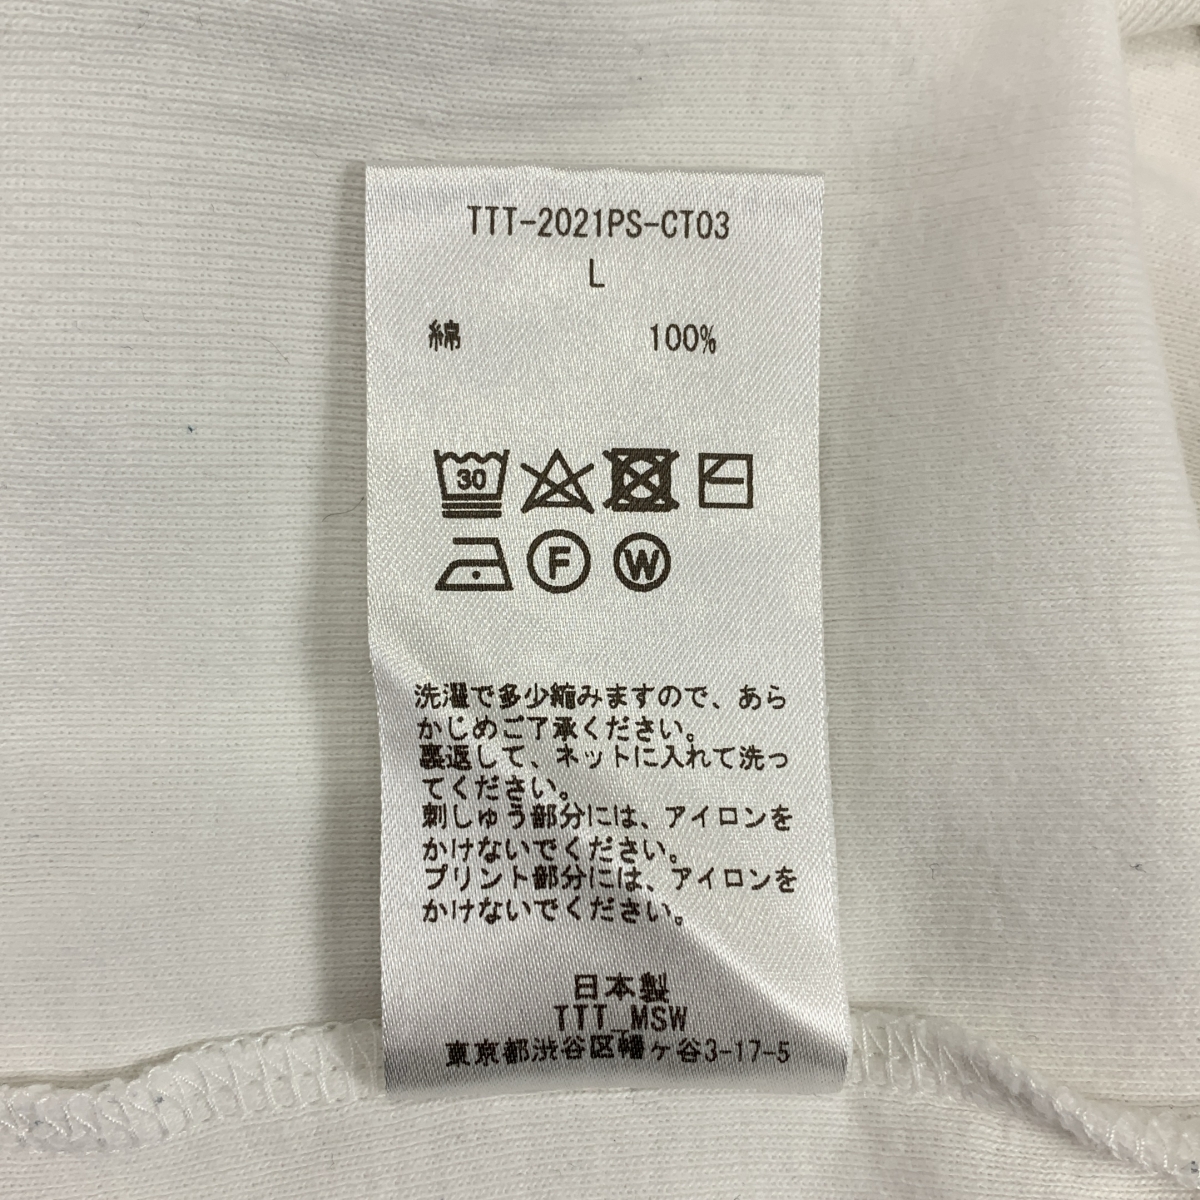 TTT-2021PS-CT03
L
綿 100%
30
F W
洗濯で多少縮みますので、あら
かじめご了承ください。
裏返して、ネットに入れて洗っ
てください。
刺しゅう部分には、アイロンを
かけないでください。
プリント部分には、アイロンを
かけないでください。
日本製
TTT_MSW
東京都渋谷区幡ヶ谷3-17-5